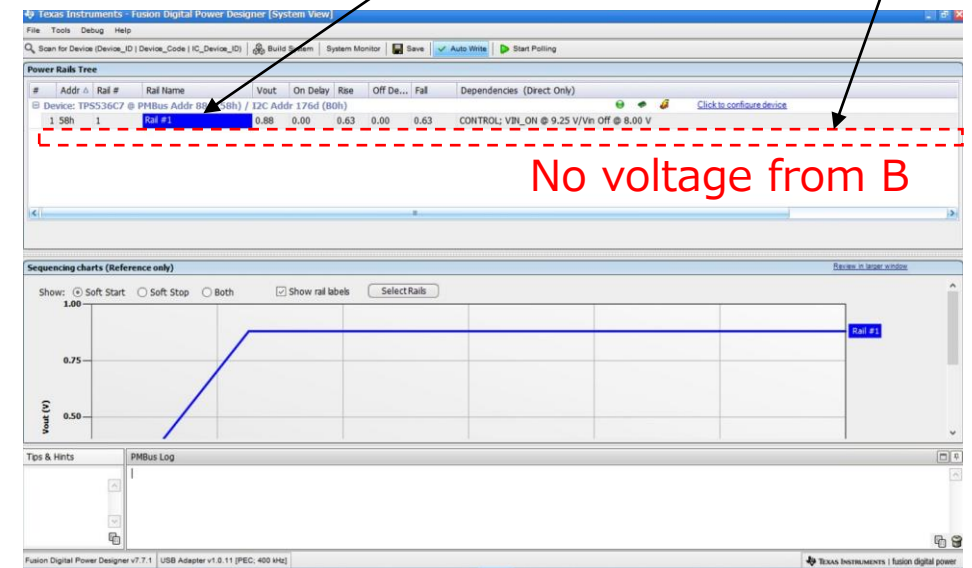 Texas Instruments - Fusion Digital Power Designer [System View]
File Tools Debug Help
Scan for Device (Device_ID | Device_Code | IC_Device_ID) Build System System Monitor Save Auto Write Start Polling
Power Rails Tree
# Addr Rail # Rail Name Vout On Delay Rise Off De... Fall Dependencies (Direct Only)
Device: TPS536C7 @ PMBus Addr 88 58h) / I2C Addr 176d (B0h) Click to configure device
1 58h 1 Rail #1 0.88 0.00 0.63 0.00 0.63 CONTROL; VIN_ON @ 9.25 V/Vin Off @ 8.00 V
No voltage from B
Sequencing charts (Reference only) Review in larger window
Show: Soft Start Soft Stop Both Show rail labels Select Rails
1.00
Rail #1
0.75
0.50
Vout (V)
Tips & Hints PMBus Log
Fusion Digital Power Designer v7.7.1 USB Adapter v1.0.11 [PEC; 400 kHz] TEXAS INSTRUMENTS | fusion digital power